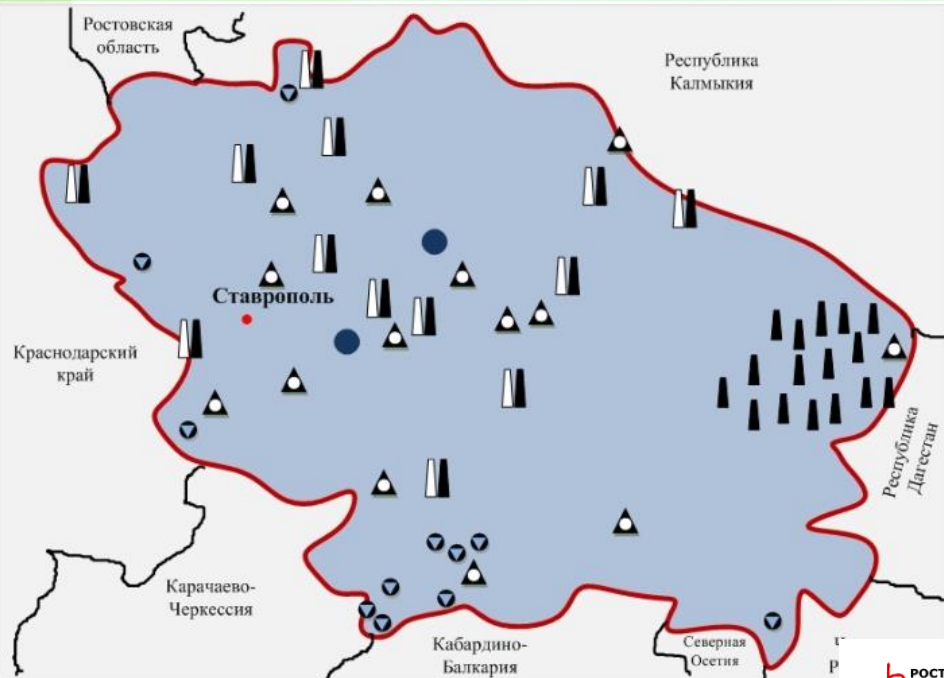 Ростовская
область
Республика
Калмыкия
Ставрополь
Краснодарский
край
Республика
Дагестан
Карачаево-
Черкессия
Кабардино-
Балкария
Северная
Осетия